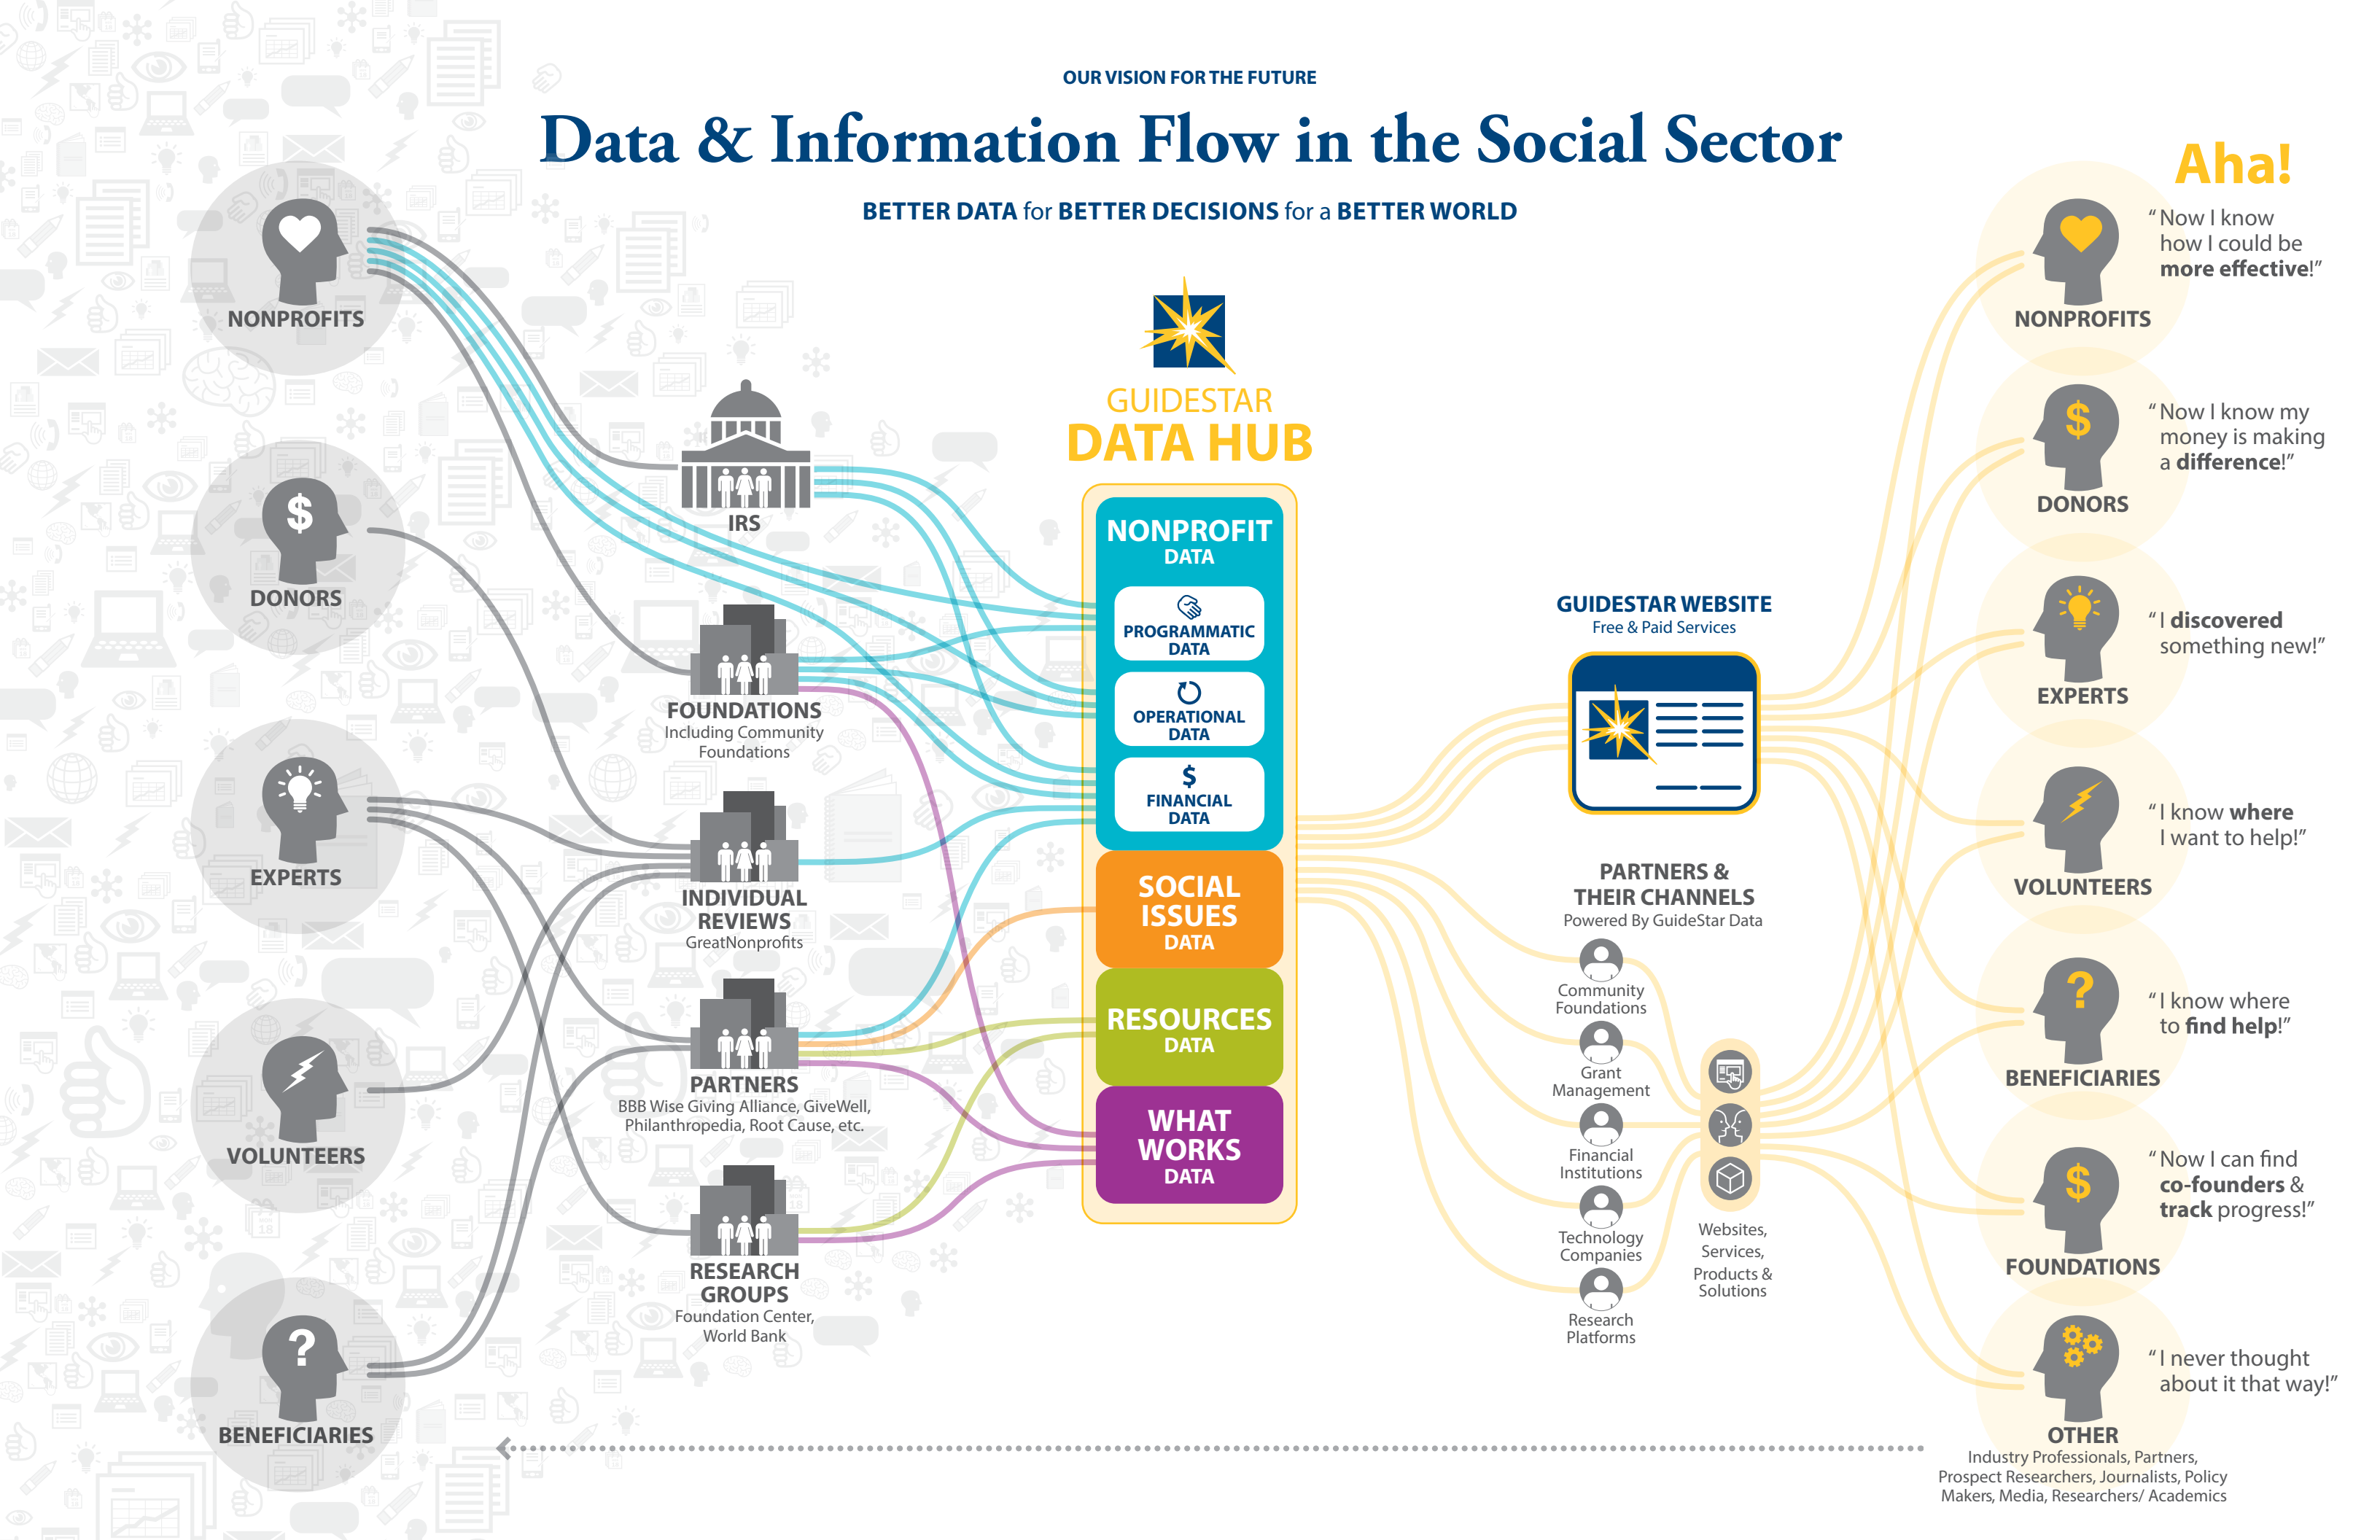 OUR VISION FOR THE FUTURE
Data & Information Flow in the Social Sector
BETTER DATA for BETTER DECISIONS for a BETTER WORLD
NONPROFITS
DONORS
EXPERTS
VOLUNTEERS
BENEFICIARIES
IRS
FOUNDATIONS
Including Community
Foundations
INDIVIDUAL
REVIEWS
GreatNonprofits
PARTNERS
BBB Wise Giving Alliance, GiveWell,
Philanthropedia, Root Cause, etc.
RESEARCH
GROUPS
Foundation Center,
World Bank
GUIDESTAR
DATA HUB
NONPROFIT
DATA
PROGRAMMATIC
DATA
OPERATIONAL
DATA
$
FINANCIAL
DATA
SOCIAL
ISSUES
DATA
RESOURCES
DATA
WHAT
WORKS
DATA
GUIDESTAR WEBSITE
Free & Paid Services
PARTNERS &
THEIR CHANNELS
Powered By GuideStar Data
Community
Foundations
Grant
Management
Financial
Institutions
Technology
Companies
Research
Platforms
Websites,
Services,
Products &
Solutions
Aha!
“Now I know
how I could be
more effective!”
NONPROFITS
“Now I know my
money is making
a difference!”
DONORS
“I discovered
something new!”
EXPERTS
“I know where
I want to help!”
VOLUNTEERS
“I know where
to find help!”
BENEFICIARIES
“Now I can find
co-founders &
track progress!”
FOUNDATIONS
“I never thought
about it that way!”
OTHER
Industry Professionals, Partners,
Prospect Researchers, Journalists, Policy
Makers, Media, Researchers/ Academics